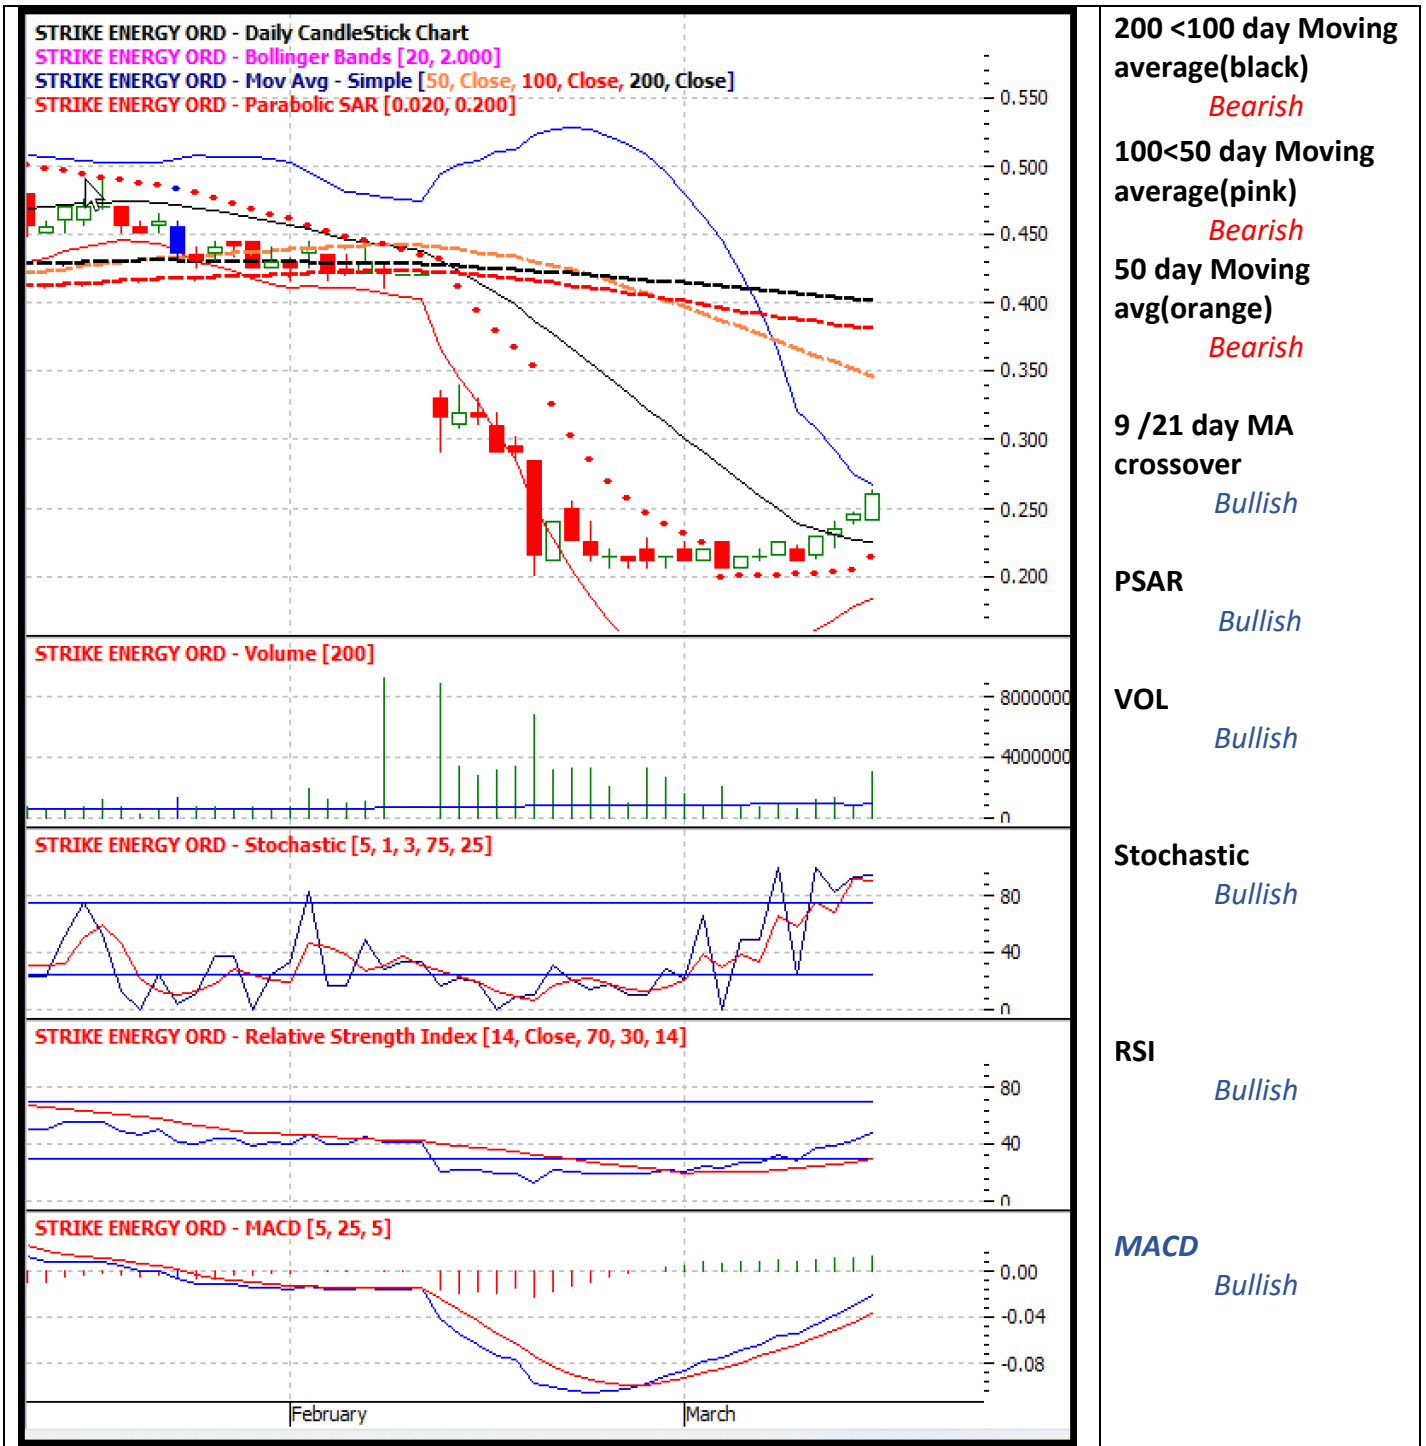 STRIKE ENERGY ORD - Daily CandleStick Chart
STRIKE ENERGY ORD - Bollinger Bands [20, 2.000]
STRIKE ENERGY ORD - Mov Avg - Simple [50, Close, 100, Close, 200, Close]
STRIKE ENERGY ORD - Parabolic SAR [0.020, 0.200]
0.550
0.500
0.450
0.400
0.350
0.300
0.250
0.200
STRIKE ENERGY ORD - Volume [200]
8000000
4000000
0
STRIKE ENERGY ORD - Stochastic [5, 1, 3, 75, 25]
80
40
0
STRIKE ENERGY ORD - Relative Strength Index [14, Close, 70, 30, 14]
80
40
0
STRIKE ENERGY ORD - MACD [5, 25, 5]
0.00
-0.04
-0.08
February
March
200 <100 day Moving
average(black)
Bearish
100<50 day Moving
average(pink)
Bearish
50 day Moving
avg(orange)
Bearish
9 /21 day MA
crossover
Bullish
PSAR
Bullish
VOL
Bullish
Stochastic
Bullish
RSI
Bullish
MACD
Bullish